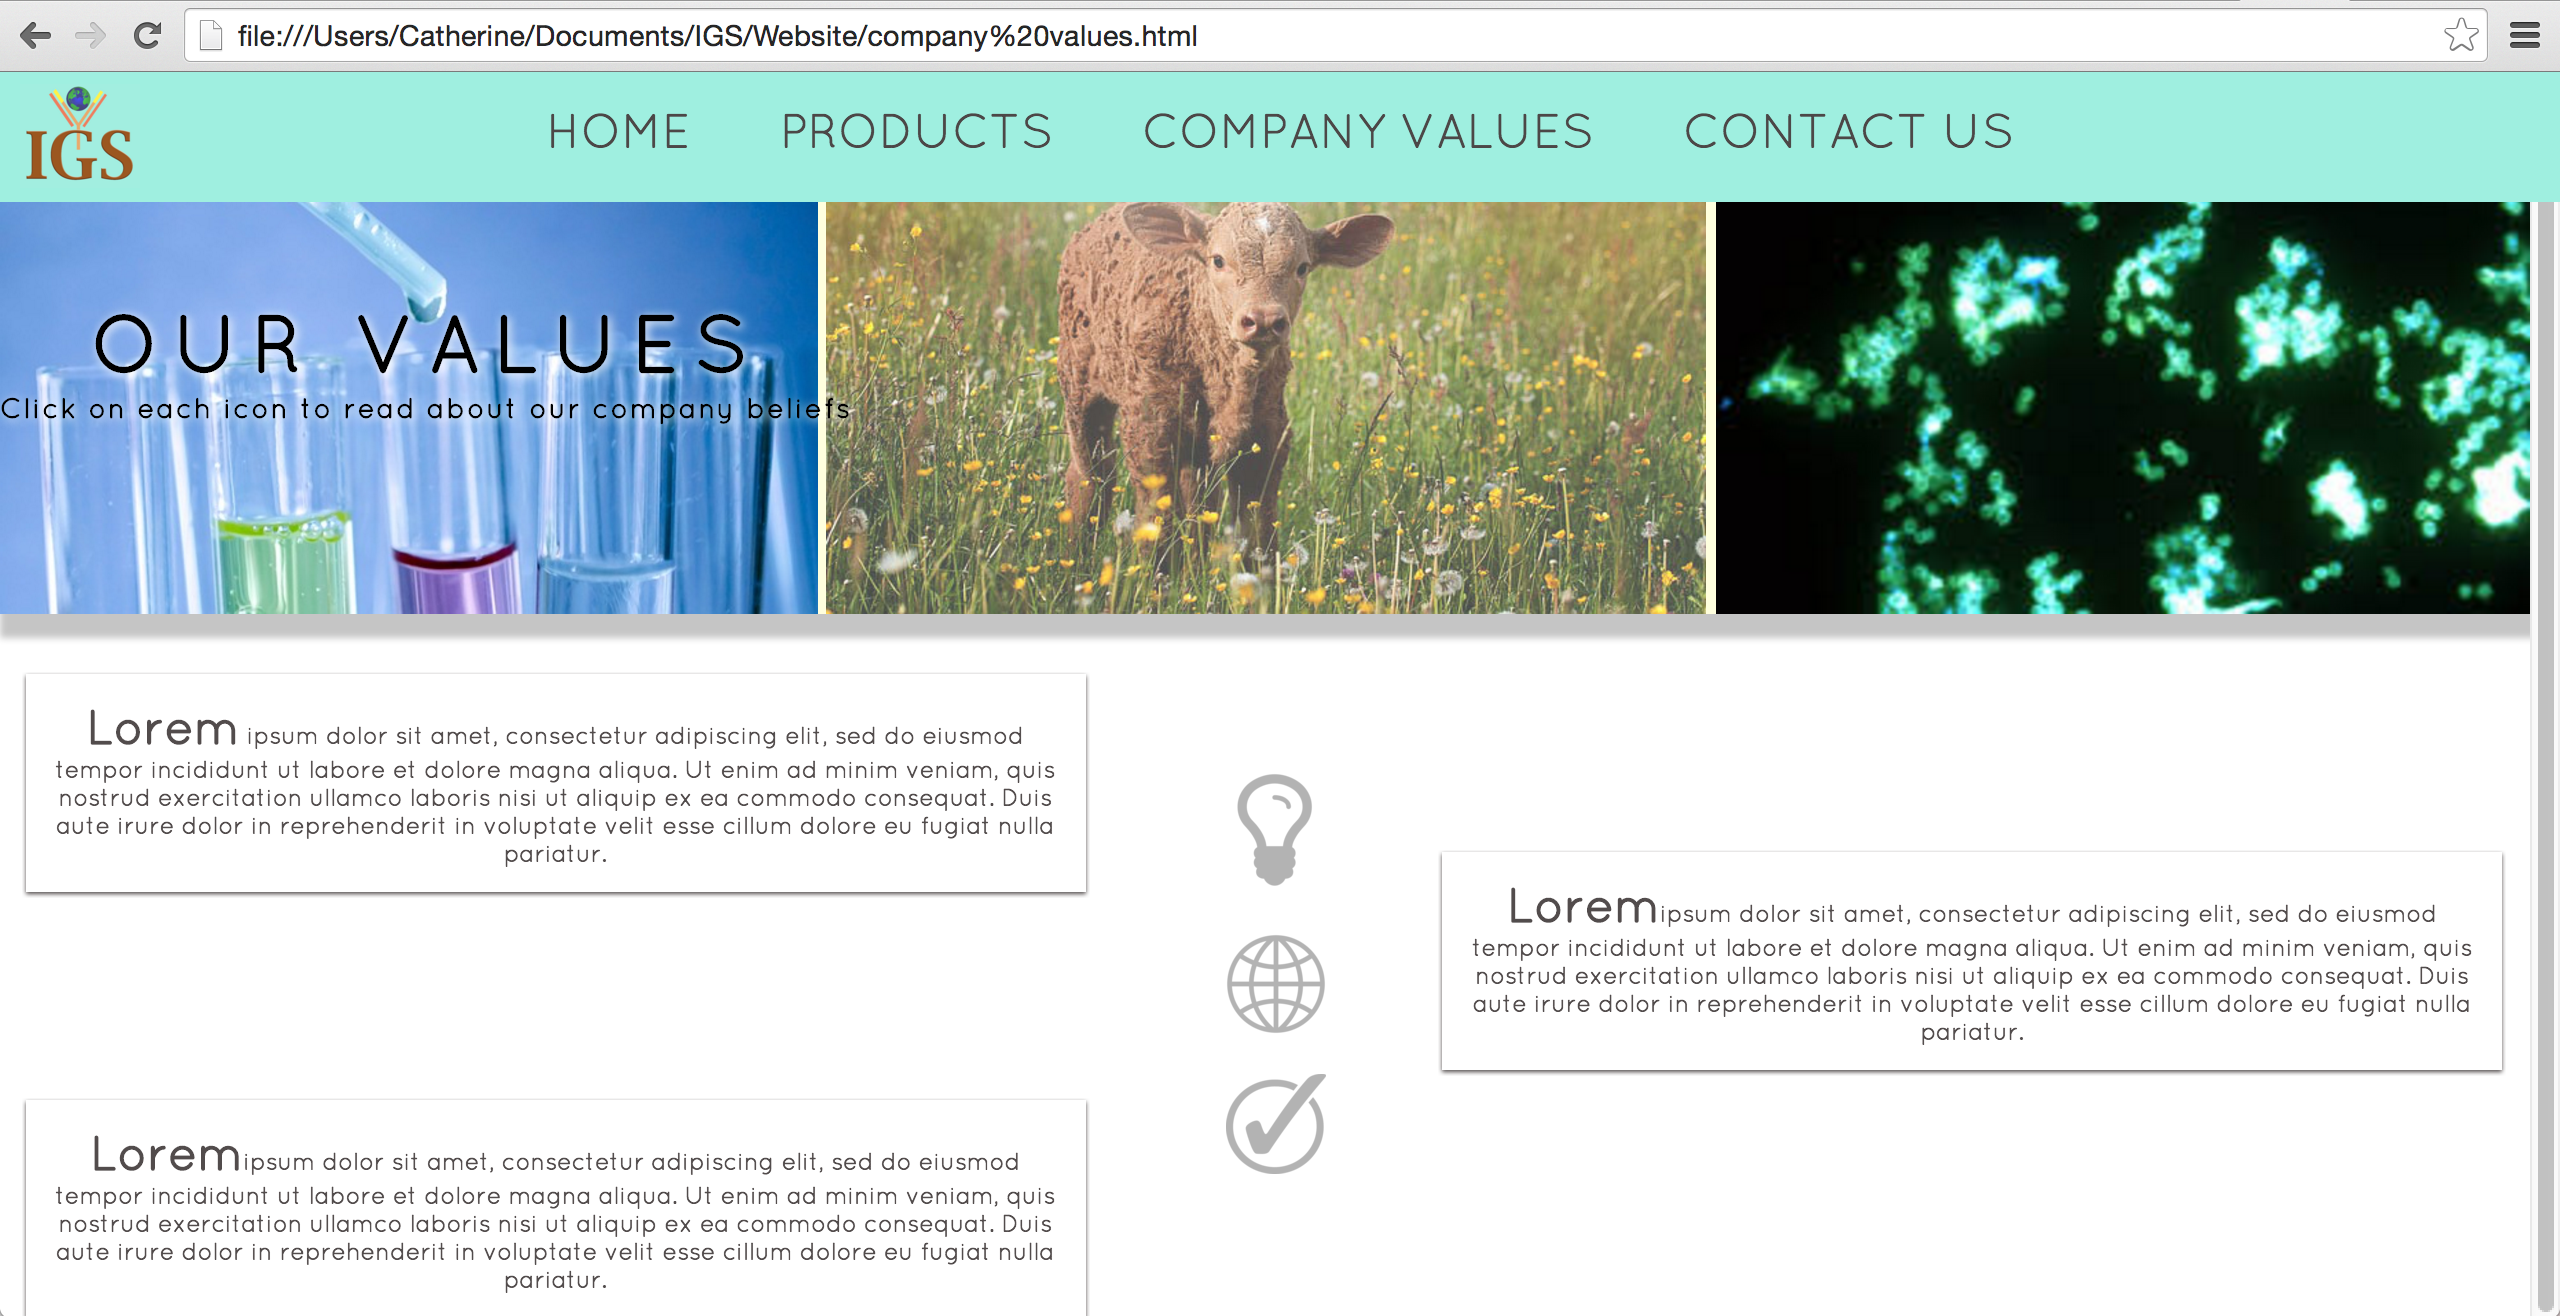 file:///Users/Catherine/Documents/IGS/Website/company%20values.html
IGS
HOME PRODUCTS COMPANY VALUES CONTACT US
OUR VALUES
Click on each icon to read about our company beliefs
Lorem ipsum dolor sit amet, consectetur adipiscing elit, sed do eiusmod
tempor incididunt ut labore et dolore magna aliqua. Ut enim ad minim veniam, quis
nostrud exercitation ullamco laboris nisi ut aliquip ex ea commodo consequat. Duis
aute irure dolor in reprehenderit in voluptate velit esse cillum dolore eu fugiat nulla
pariatur.
Loremipsum dolor sit amet, consectetur adipiscing elit, sed do eiusmod
tempor incididunt ut labore et dolore magna aliqua. Ut enim ad minim veniam, quis
nostrud exercitation ullamco laboris nisi ut aliquip ex ea commodo consequat. Duis
aute irure dolor in reprehenderit in voluptate velit esse cillum dolore eu fugiat nulla
pariatur.
Loremipsum dolor sit amet, consectetur adipiscing elit, sed do eiusmod
tempor incididunt ut labore et dolore magna aliqua. Ut enim ad minim veniam, quis
nostrud exercitation ullamco laboris nisi ut aliquip ex ea commodo consequat. Duis
aute irure dolor in reprehenderit in voluptate velit esse cillum dolore eu fugiat nulla
pariatur.